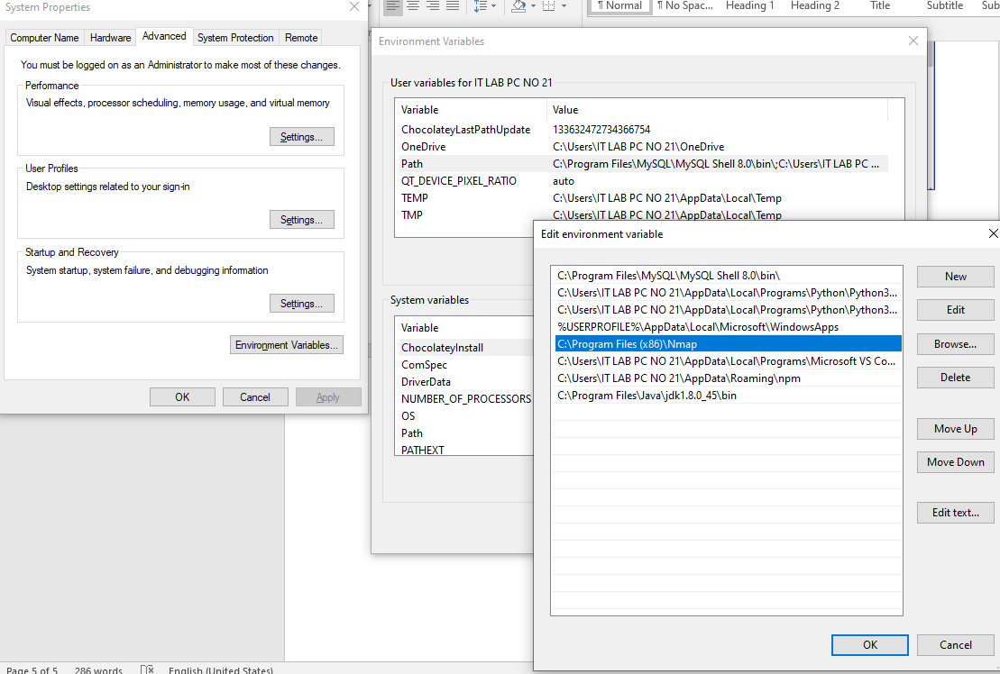 System Properties
Computer Name Hardware Advanced System Protection Remote
You must be logged on as an Administrator to make most of these changes.
Performance
Visual effects, processor scheduling, memory usage, and virtual memory
Settings...
User Profiles
Desktop settings related to your sign-in
Settings...
Startup and Recovery
System startup, system failure, and debugging information
Settings...
Environment Variables...
OK Cancel Apply
¶ Normal ¶ No Spac... Heading 1 Heading 2 Title Subtitle Sub
Environment Variables
User variables for IT LAB PC NO 21
Variable Value
ChocolateyLastPathUpdate 133632472734366754
OneDrive C:\Users\IT LAB PC NO 21\OneDrive
Path C:\Program Files\MySQL\MySQL Shell 8.0\bin\;C:\Users\IT LAB PC ...
QT_DEVICE_PIXEL_RATIO auto
TEMP C:\Users\IT LAB PC NO 21\AppData\Local\Temp
TMP C:\Users\IT LAB PC NO 21\AppData\Local\Temp
System variables
Variable
ChocolateyInstall
ComSpec
DriverData
NUMBER_OF_PROCESSORS
OS
Path
PATHEXT
Edit environment variable
C:\Program Files\MySQL\MySQL Shell 8.0\bin\
C:\Users\IT LAB PC NO 21\AppData\Local\Programs\Python\Python3...
C:\Users\IT LAB PC NO 21\AppData\Local\Programs\Python\Python3...
%USERPROFILE%\AppData\Local\Microsoft\WindowsApps
C:\Program Files (x86)\Nmap
C:\Users\IT LAB PC NO 21\AppData\Local\Programs\Microsoft VS Co...
C:\Users\IT LAB PC NO 21\AppData\Roaming\npm
C:\Program Files\Java\jdk1.8.0_45\bin
New
Edit
Browse...
Delete
Move Up
Move Down
Edit text...
OK Cancel
Page 5 of 5 286 words English (United States)